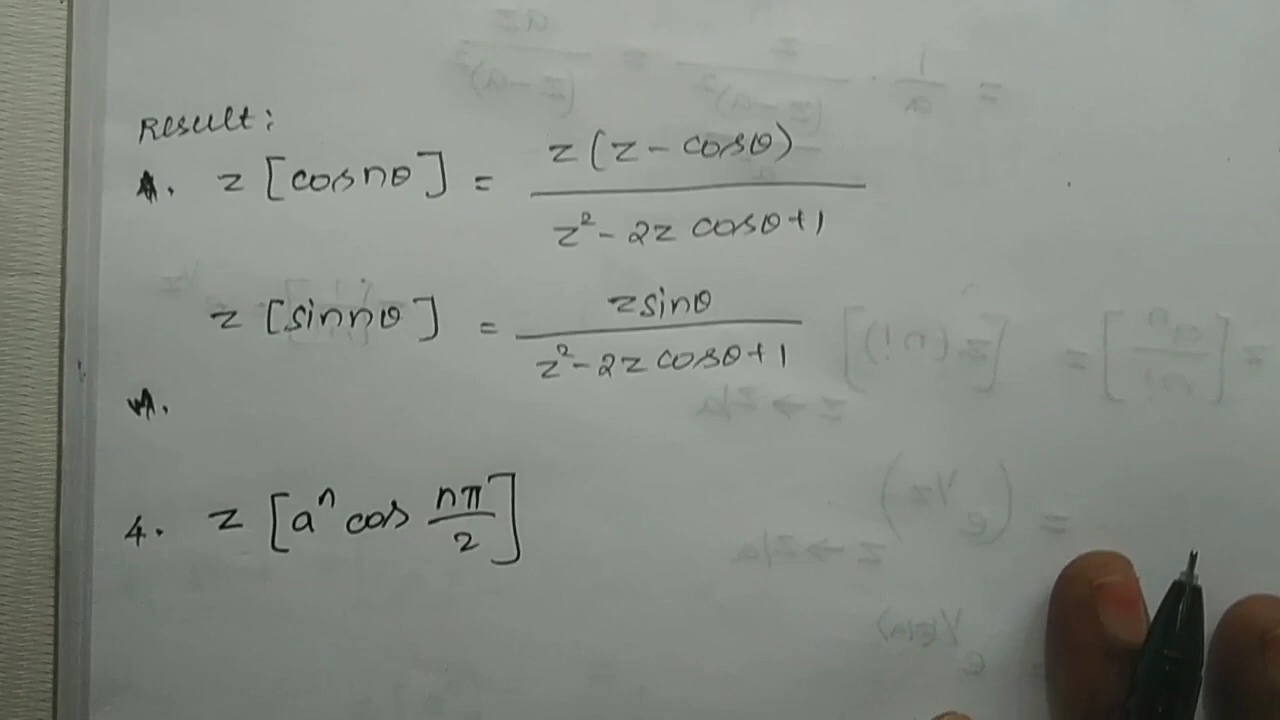 Result:
z [cos nθ] = z(z - cosθ) / z² - 2z cosθ + 1
z [sin nθ] = z sinθ / z² - 2z cosθ + 1
4. z [aⁿ cos nπ/2]